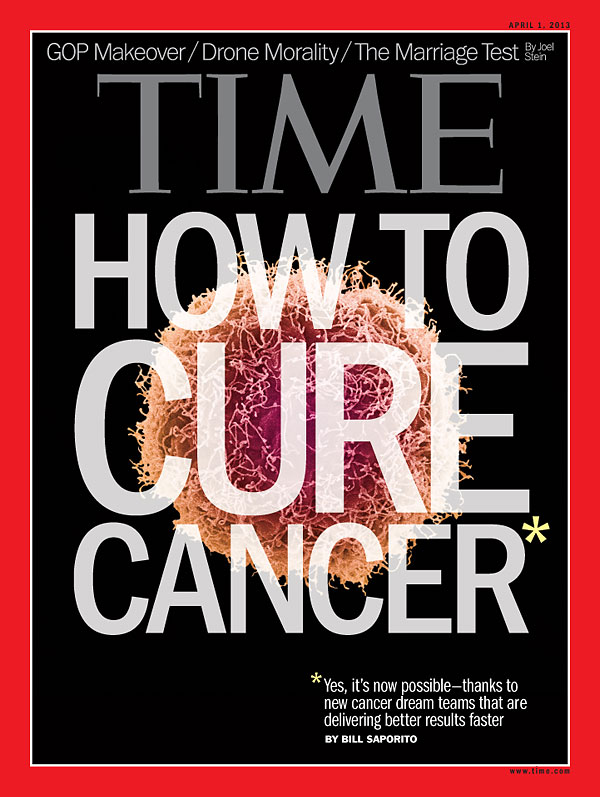 APRIL 1, 2013
GOP Makeover / Drone Morality / The Marriage Test By Joel Stein
TIME
HOW TO
CURE
CANCER*
*Yes, it's now possible—thanks to
new cancer dream teams that are
delivering better results faster
BY BILL SAPORITO
www.time.com